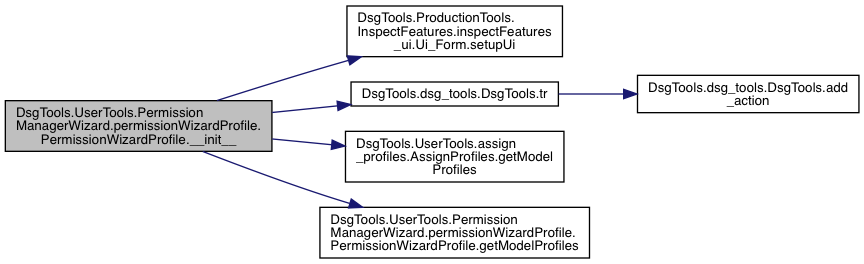 DsgTools.UserTools.Permission
ManagerWizard.permissionWizardProfile.
PermissionWizardProfile.__init__
DsgTools.ProductionTools.
InspectFeatures.inspectFeatures
_ui.Ui_Form.setupUi
DsgTools.dsg_tools.DsgTools.tr
DsgTools.dsg_tools.DsgTools.add
_action
DsgTools.UserTools.assign
_profiles.AssignProfiles.getModel
Profiles
DsgTools.UserTools.Permission
ManagerWizard.permissionWizardProfile.
PermissionWizardProfile.getModelProfiles